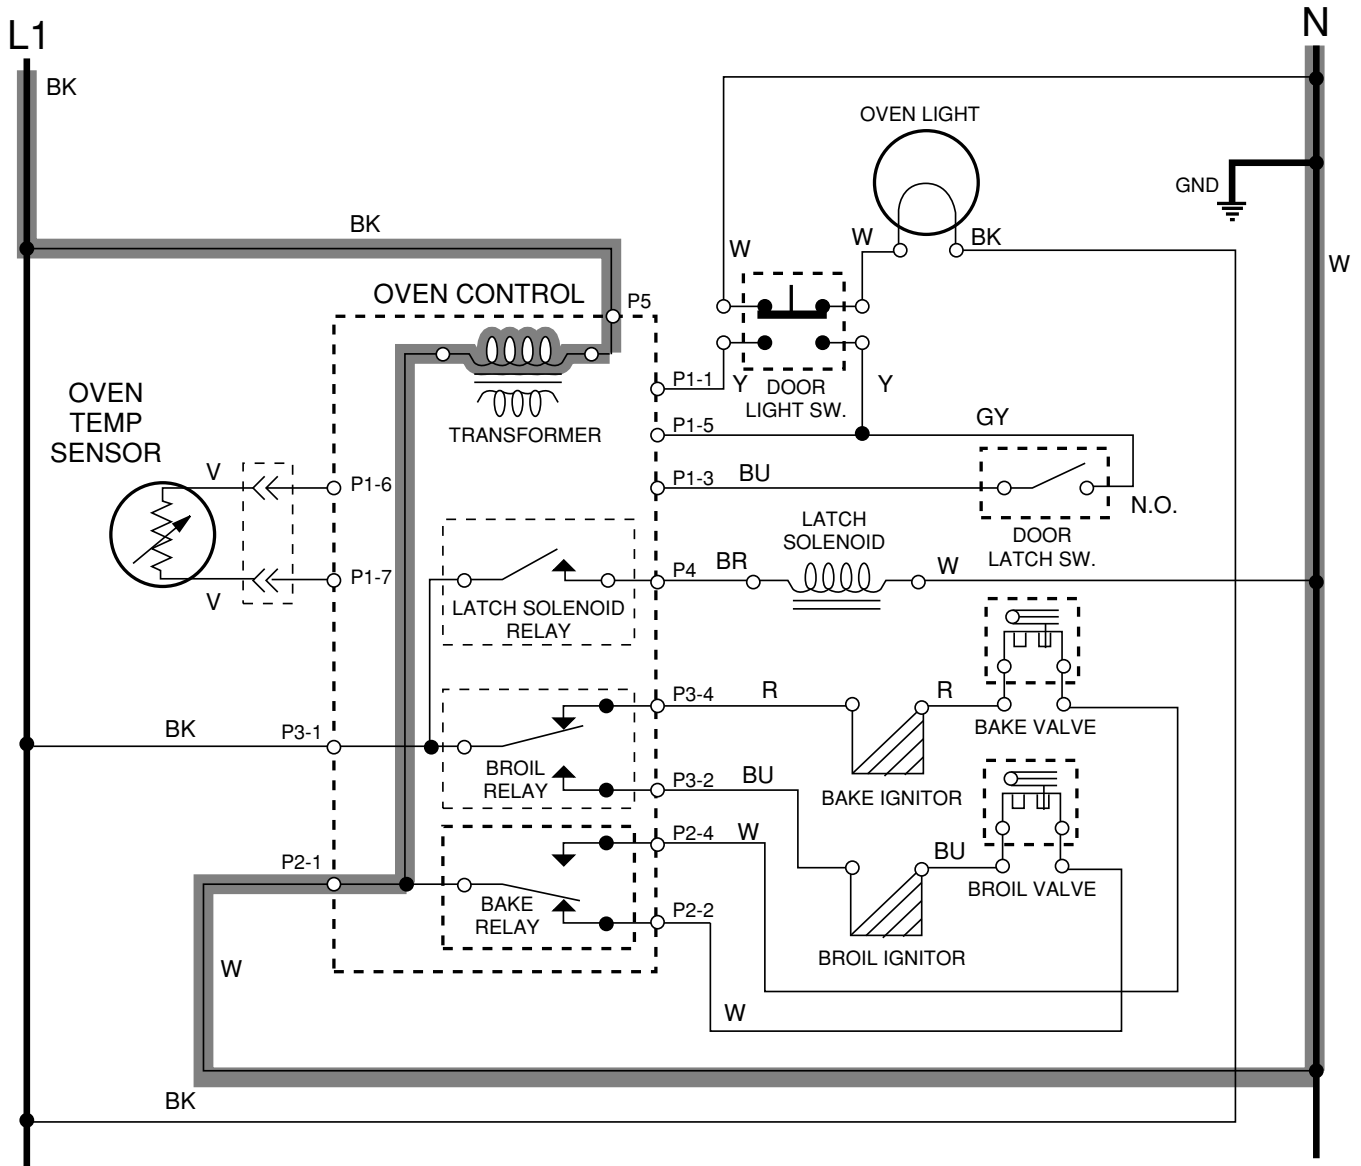 L1
N
BK
OVEN LIGHT
GND
BK
W
W
BK
W
OVEN CONTROL
P5
P1-1
Y
DOOR
LIGHT SW.
Y
OVEN
TEMP
SENSOR
TRANSFORMER
P1-5
GY
V
P1-6
P1-3
BU
N.O.
LATCH
SOLENOID
DOOR
LATCH SW.
P1-7
V
P4
BR
W
LATCH SOLENOID
RELAY
P3-4
R
R
BK
P3-1
BAKE VALVE
BROIL
RELAY
P3-2
BU
BAKE IGNITOR
P2-4
W
P2-1
BU
BROIL VALVE
BAKE
RELAY
P2-2
BROIL IGNITOR
W
W
BK